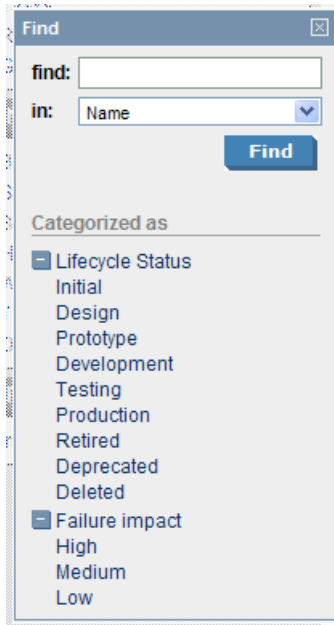 Find
find:
in: Name
Find
Categorized as
Lifecycle Status
Initial
Design
Prototype
Development
Testing
Production
Retired
Deprecated
Deleted
Failure impact
High
Medium
Low